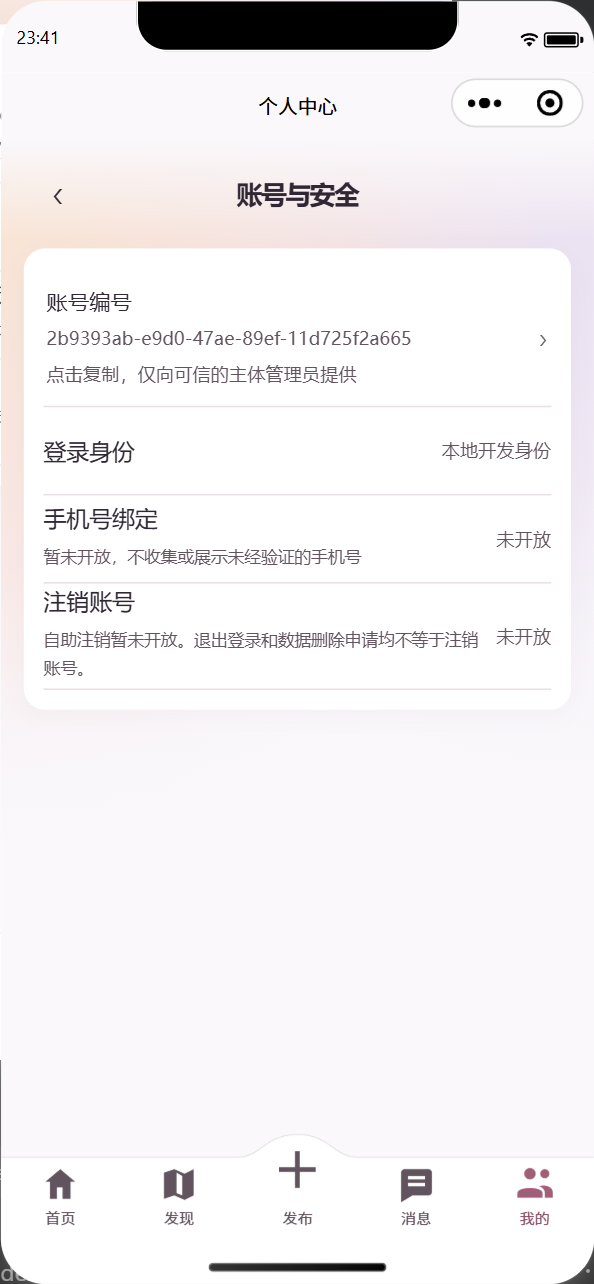 23:41
个人中心
账号与安全
账号编号
2b9393ab-e9d0-47ae-89ef-11d725f2a665
点击复制，仅向可信的主体管理员提供
登录身份
本地开发身份
手机号绑定
暂未开放，不收集或展示未经验证的手机号
未开放
注销账号
自助注销暂未开放。退出登录和数据删除申请均不等于注销
账号。
未开放
首页
发现
发布
消息
我的